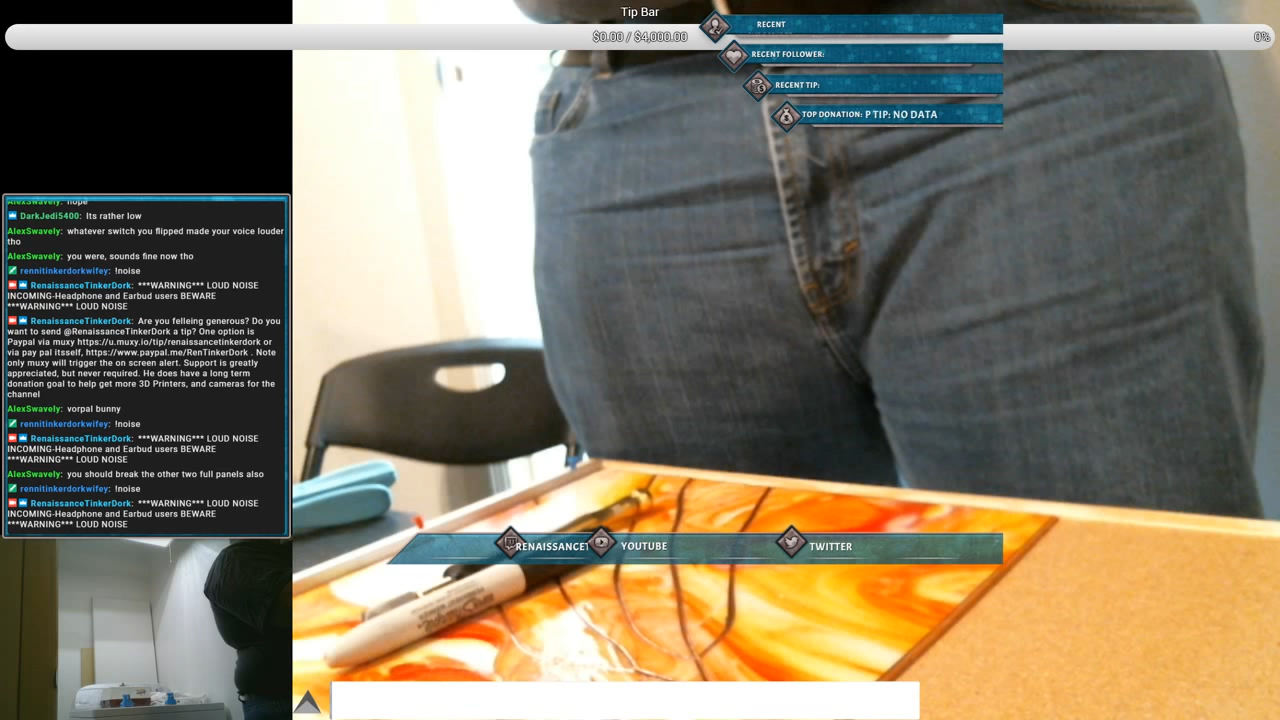 Tip Bar
$0.00 / $4,000.00
0%
RECENT
RECENT FOLLOWER:
RECENT TIP:
TOP DONATION: P TIP: NO DATA
AlexSwavely: nope
DarkJedi5400: Its rather low
AlexSwavely: whatever switch you flipped made your voice louder
tho
AlexSwavely: you were, sounds fine now tho
rennitinkerdorkwifey: !noise
RenaissanceTinkerDork: ***WARNING*** LOUD NOISE
INCOMING-Headphone and Earbud users BEWARE
***WARNING*** LOUD NOISE
RenaissanceTinkerDork: Are you felleing generous? Do you
want to send @RenaissanceTinkerDork a tip? One option is
Paypal via muxy https://u.muxy.io/tip/renaissancetinkerdork or
via pay pal itsself, https://www.paypal.me/RenTinkerDork . Note
only muxy will trigger the on screen alert. Support is greatly
appreciated, but never required. He does have a long term
donation goal to help get more 3D Printers, and cameras for the
channel
AlexSwavely: vorpal bunny
rennitinkerdorkwifey: !noise
RenaissanceTinkerDork: ***WARNING*** LOUD NOISE
INCOMING-Headphone and Earbud users BEWARE
***WARNING*** LOUD NOISE
AlexSwavely: you should break the other two full panels also
rennitinkerdorkwifey: !noise
RenaissanceTinkerDork: ***WARNING*** LOUD NOISE
INCOMING-Headphone and Earbud users BEWARE
***WARNING*** LOUD NOISE
RENAISSANCET
YOUTUBE
TWITTER